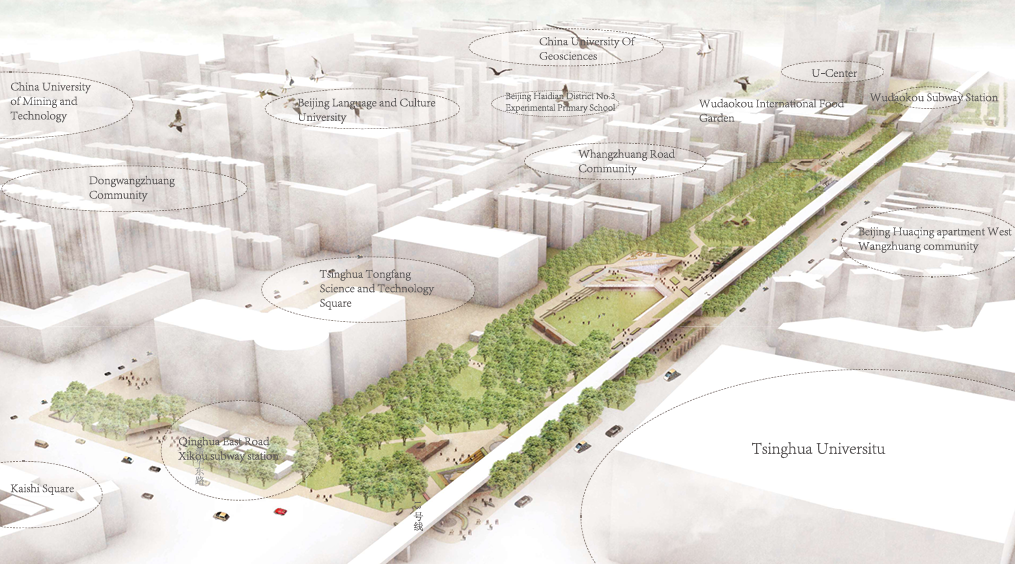 China University Of
Geosciences
U-Center
China University
of Mining and
Technology
Beijing Language and Culture
University
Beijing Haidian District No.3
Experimental Primary School
Wudaokou International Food
Garden
Wudaokou Subway Station
Whangzhuang Road
Community
Dongwangzhuang
Community
Beijing Huaqing apartment West
Wangzhuang community
Tsinghua Tongfang
Science and Technology
Square
Qinghua East Road
Xikou subway station
Tsinghua Universitu
Kaishi Square
号线